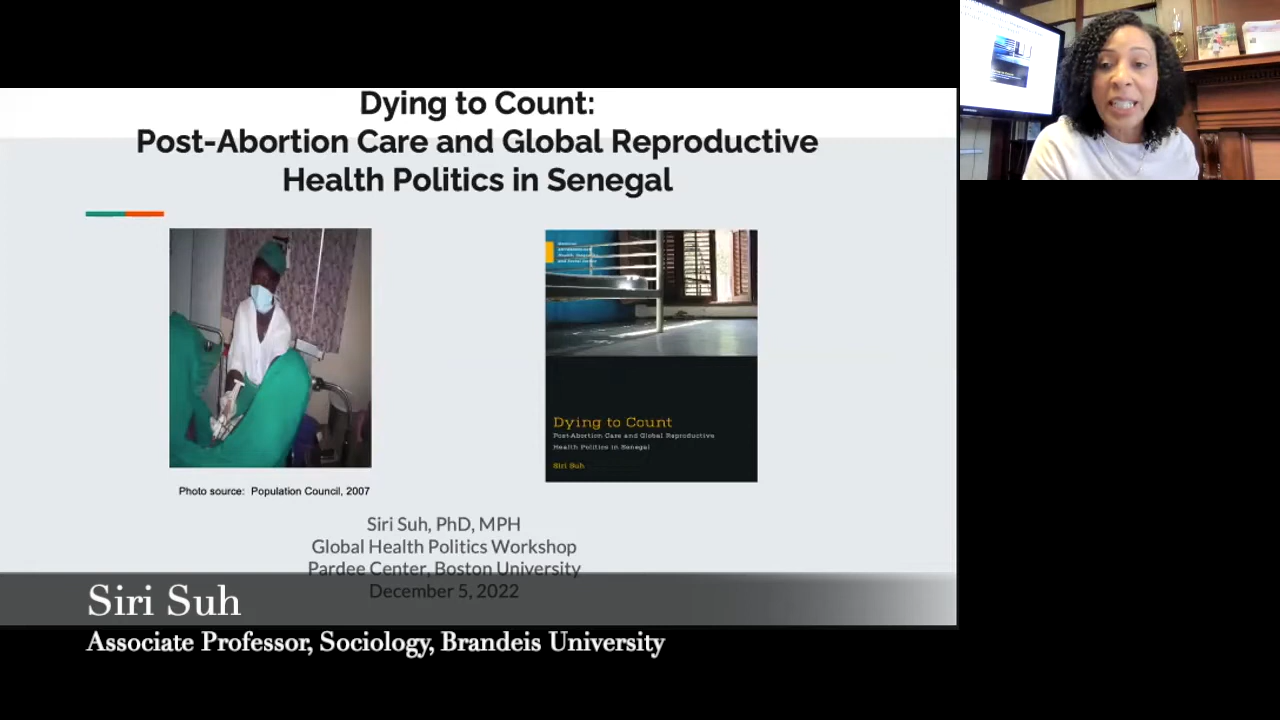 Dying to Count:
Post-Abortion Care and Global Reproductive
Health Politics in Senegal
Dying to Count
Post-Abortion Care and Global Reproductive
Health Politics in Senegal
Siri Suh
Photo source: Population Council, 2007
Siri Suh, PhD, MPH
Global Health Politics Workshop
Pardee Center, Boston University
December 5, 2022
Siri Suh
Associate Professor, Sociology, Brandeis University